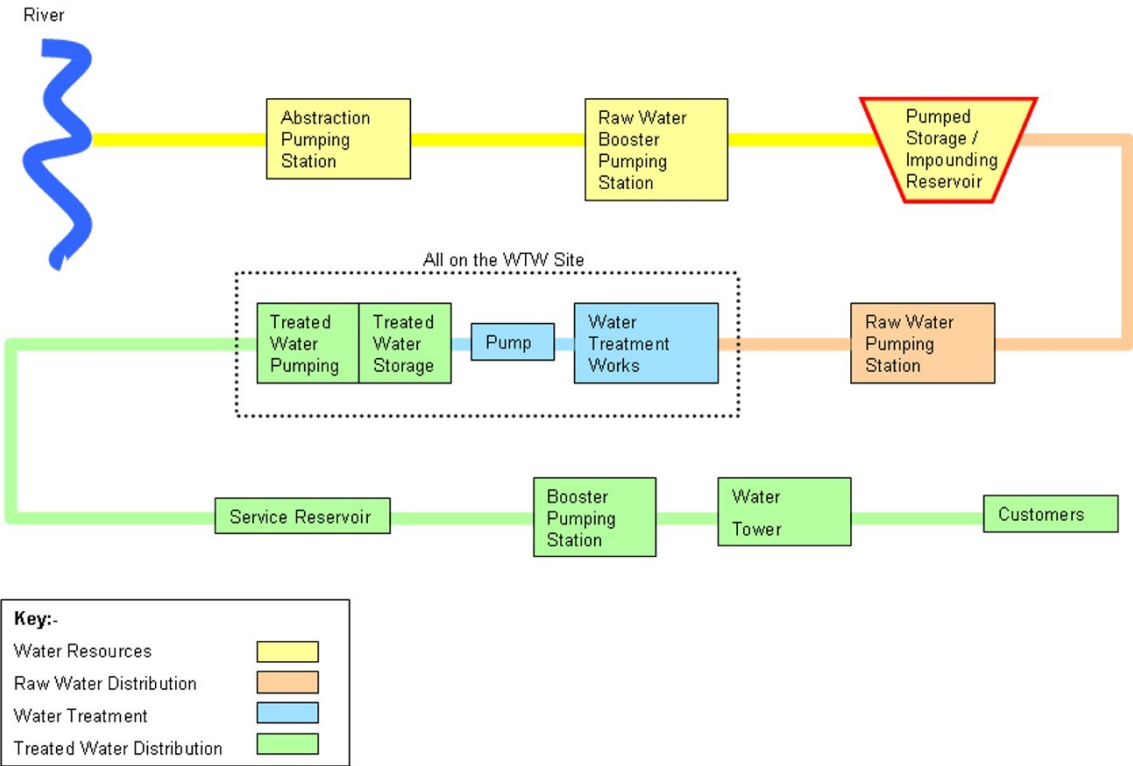 River
Abstraction
Pumping
Station
Raw Water
Booster
Pumping
Station
Pumped
Storage /
Impounding
Reservoir
All on the WTW Site
Treated
Water
Pumping
Treated
Water
Storage
Pump
Water
Treatment
Works
Raw Water
Pumping
Station
Service Reservoir
Booster
Pumping
Station
Water
Tower
Customers
Key:-
Water Resources
Raw Water Distribution
Water Treatment
Treated Water Distribution